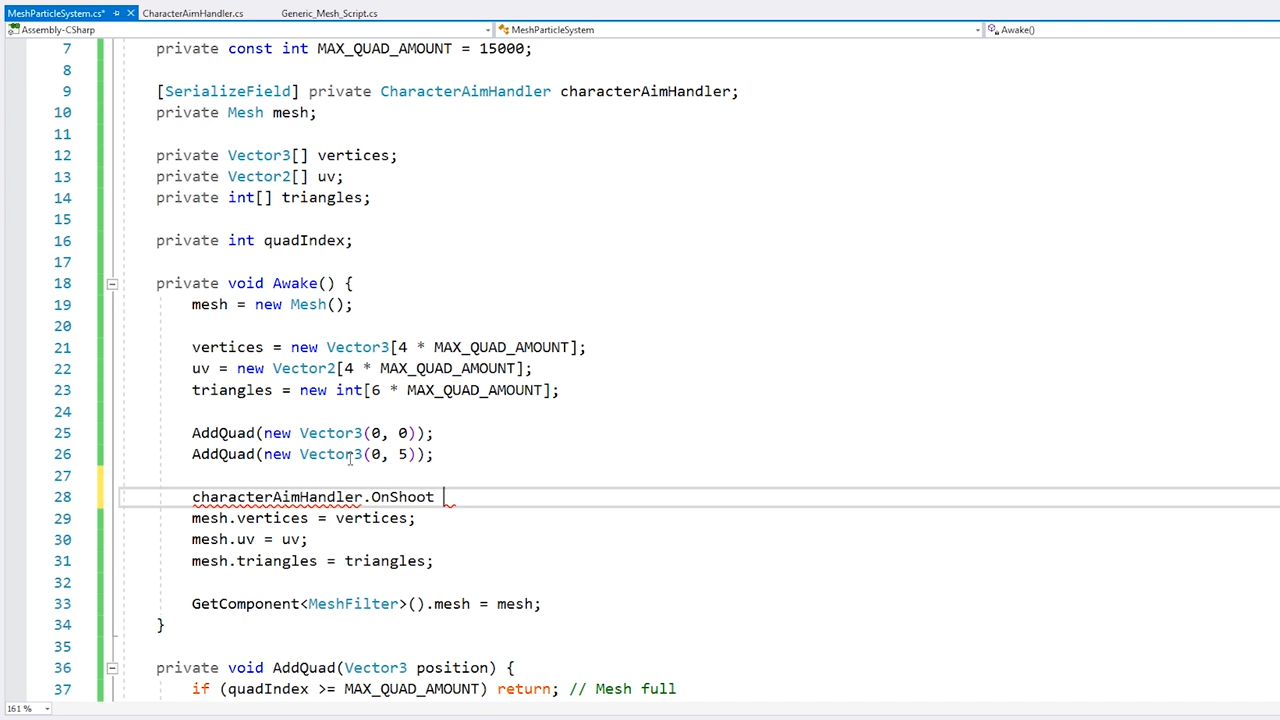 MeshParticleSystem.cs* CharacterAimHandler.cs Generic_Mesh_Script.cs
Assembly-CSharp MeshParticleSystem Awake()
7 private const int MAX_QUAD_AMOUNT = 15000;
8
9 [SerializeField] private CharacterAimHandler characterAimHandler;
10 private Mesh mesh;
11
12 private Vector3[] vertices;
13 private Vector2[] uv;
14 private int[] triangles;
15
16 private int quadIndex;
17
18 private void Awake() {
19 mesh = new Mesh();
20
21 vertices = new Vector3[4 * MAX_QUAD_AMOUNT];
22 uv = new Vector2[4 * MAX_QUAD_AMOUNT];
23 triangles = new int[6 * MAX_QUAD_AMOUNT];
24
25 AddQuad(new Vector3(0, 0));
26 AddQuad(new Vector3(0, 5));
27
28 characterAimHandler.OnShoot
29 mesh.vertices = vertices;
30 mesh.uv = uv;
31 mesh.triangles = triangles;
32
33 GetComponent<MeshFilter>().mesh = mesh;
34 }
35
36 private void AddQuad(Vector3 position) {
37 if (quadIndex >= MAX_QUAD_AMOUNT) return; // Mesh full
161 %